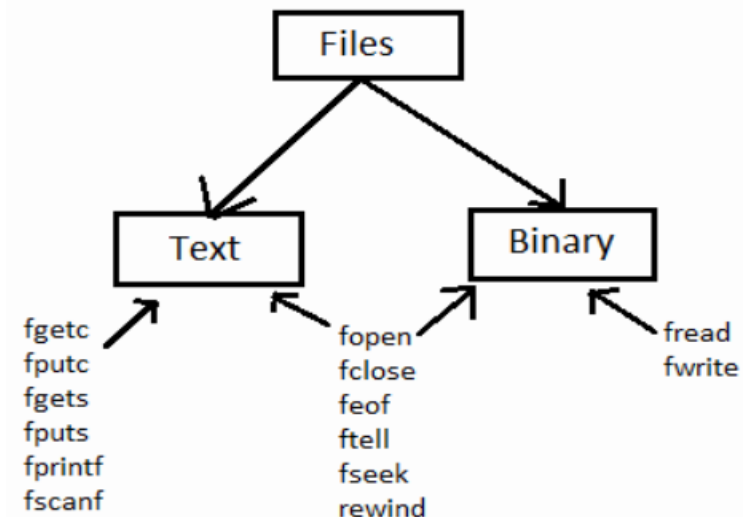 Files
Text
Binary
fgetc
fputc
fgets
fputs
fprintf
fscanf
fopen
fclose
feof
ftell
fseek
rewind
fread
fwrite